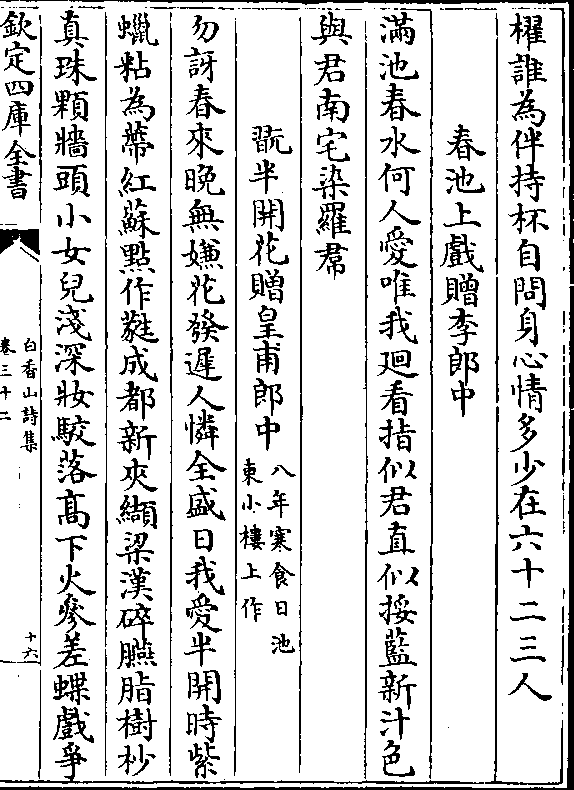 櫂誰為伴持杯自問身心情多少在六十二三人
春池上戲贈李郎中
滿池春水何人愛唯我廻看指似君直似挼藍新汁色
與君南宅染羅帬
翫半開花贈皇甫郎中
八年寒食日池
東小樓上作
勿訝春來晚無嫌花發遲人憐全盛日我愛半開時紫
蠟粘為蔕紅蘇點作蕤成都新夾纈梁漢碎臙脂樹杪
真珠顆牆頭小女兒淺深妝駮落髙下火參差蝶戲爭
欽定四庫全書
白香山詩集
卷三十二
十六